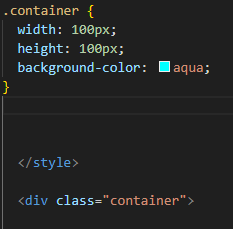 .container {
width: 100px;
height: 100px;
background-color: aqua;
}
</style>
<div class="container">